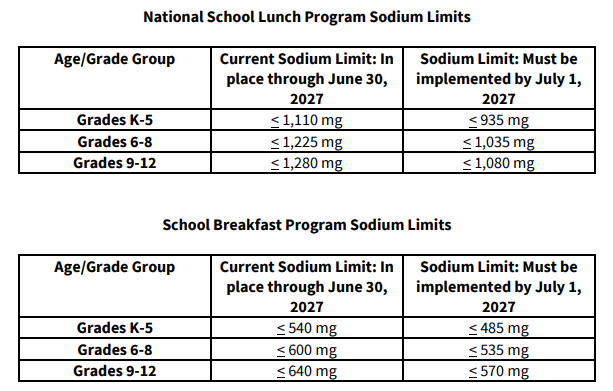 National School Lunch Program Sodium Limits
Age/Grade Group
Current Sodium Limit: In
place through June 30,
2027
Sodium Limit: Must be
implemented by July 1,
2027
Grades K-5
≤ 1,110 mg
≤ 935 mg
Grades 6-8
≤ 1,225 mg
≤ 1,035 mg
Grades 9-12
≤ 1,280 mg
≤ 1,080 mg
School Breakfast Program Sodium Limits
Age/Grade Group
Current Sodium Limit: In
place through June 30,
2027
Sodium Limit: Must be
implemented by July 1,
2027
Grades K-5
≤ 540 mg
≤ 485 mg
Grades 6-8
≤ 600 mg
≤ 535 mg
Grades 9-12
≤ 640 mg
≤ 570 mg